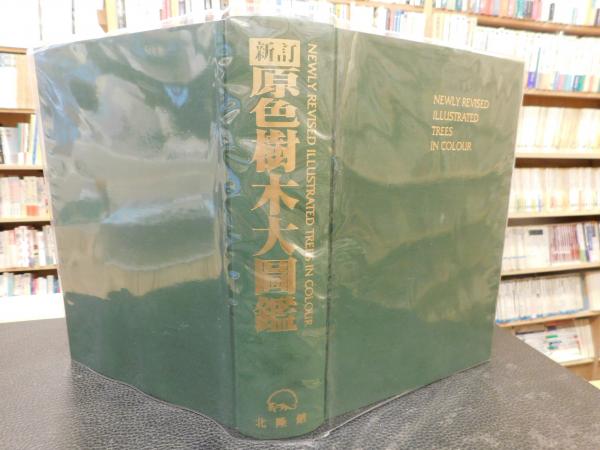 新訂
原色樹木大圖鑑
NEWLY REVISED ILLUSTRATED TREES IN COLOUR
北隆館
NEWLY REVISED
ILLUSTRATED
TREES
IN COLOUR